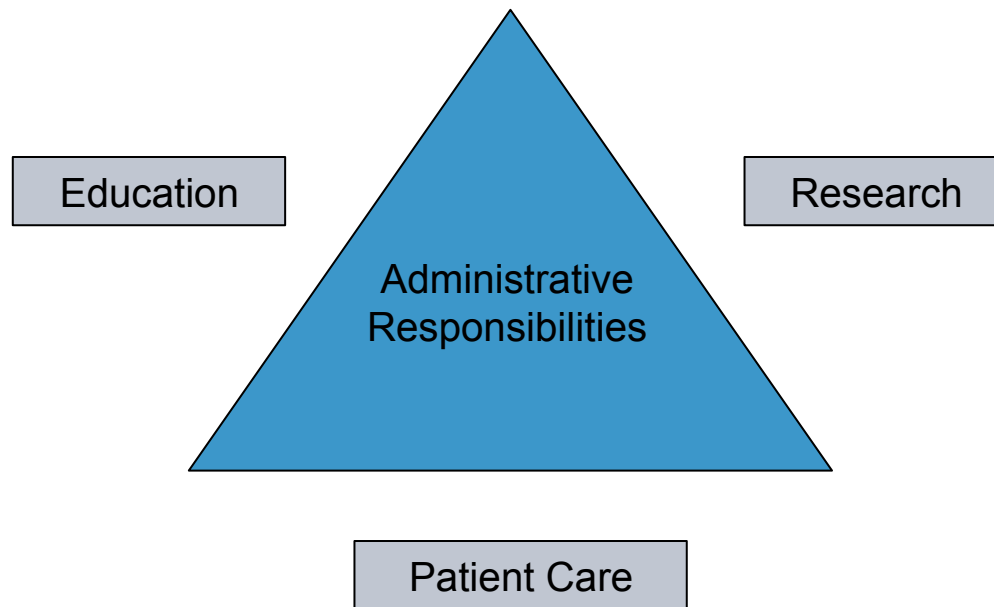 Education
Research
Administrative
Responsibilities
Patient Care